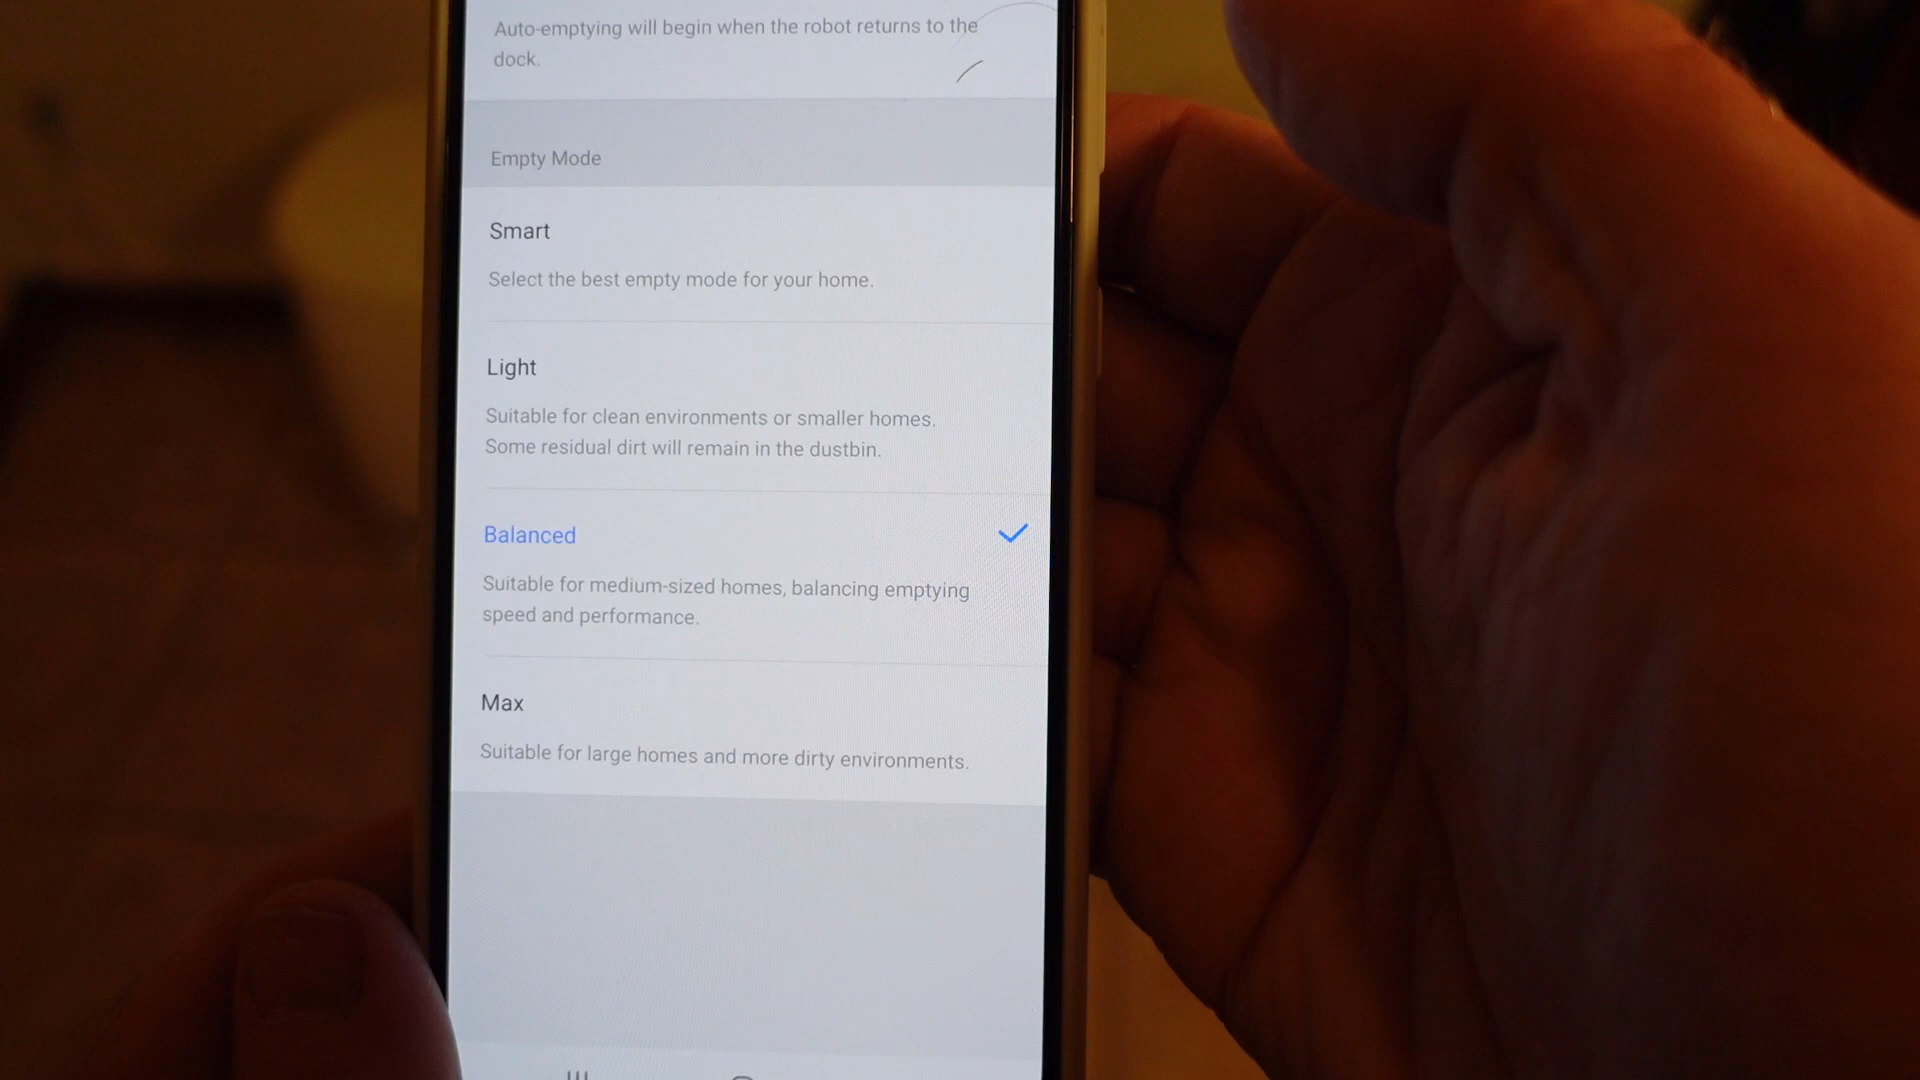 Auto-emptying will begin when the robot returns to the
dock.
Empty Mode
Smart
Select the best empty mode for your home.
Light
Suitable for clean environments or smaller homes.
Some residual dirt will remain in the dustbin.
Balanced
Suitable for medium-sized homes, balancing emptying
speed and performance.
Max
Suitable for large homes and more dirty environments.